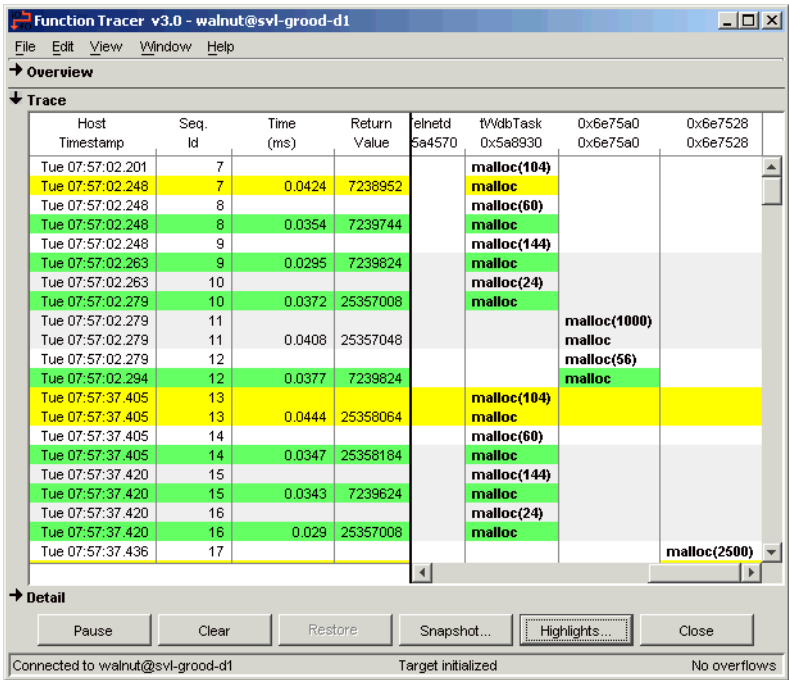 Function Tracer v3.0 - walnut@svl-grood-d1
File Edit View Window Help
Overview
Trace
Host Seq. Time Return elnetd tWdbTask 0x6e75a0 0x6e7528
Timestamp Id (ms) Value 5a4570 0x5a8930 0x6e75a0 0x6e7528
Tue 07:57:02.201 7 malloc(104)
Tue 07:57:02.248 7 0.0424 7238952 malloc
Tue 07:57:02.248 8 malloc(60)
Tue 07:57:02.248 8 0.0354 7239744 malloc
Tue 07:57:02.248 9 malloc(144)
Tue 07:57:02.263 9 0.0295 7239824 malloc
Tue 07:57:02.263 10 malloc(24)
Tue 07:57:02.279 10 0.0372 25357008 malloc
Tue 07:57:02.279 11 malloc(1000)
Tue 07:57:02.279 11 0.0408 25357048 malloc
Tue 07:57:02.279 12 malloc(56)
Tue 07:57:02.294 12 0.0377 7239824 malloc
Tue 07:57:37.405 13 malloc(104)
Tue 07:57:37.405 13 0.0444 25358064 malloc
Tue 07:57:37.405 14 malloc(60)
Tue 07:57:37.405 14 0.0347 25358184 malloc
Tue 07:57:37.420 15 malloc(144)
Tue 07:57:37.420 15 0.0343 7239624 malloc
Tue 07:57:37.420 16 malloc(24)
Tue 07:57:37.420 16 0.029 25357008 malloc
Tue 07:57:37.436 17 malloc(2500)
Detail
Pause Clear Restore Snapshot... Highlights... Close
Connected to walnut@svl-grood-d1 Target initialized No overflows